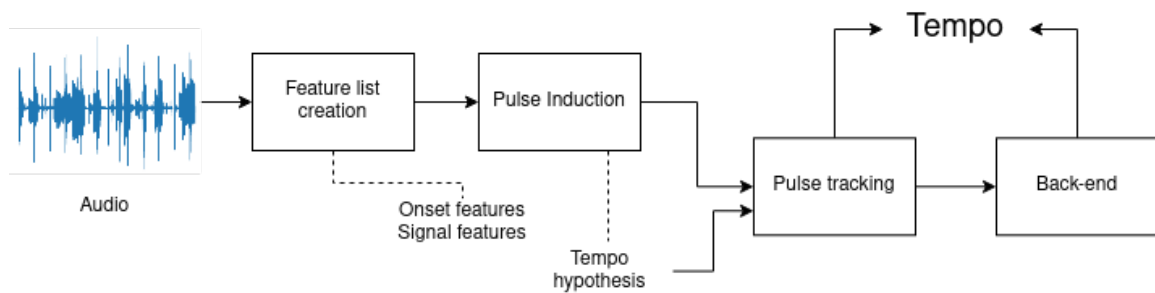 Tempo
Feature list
creation
Pulse Induction
Pulse tracking
Back-end
Audio
Onset features
Signal features
Tempo
hypothesis